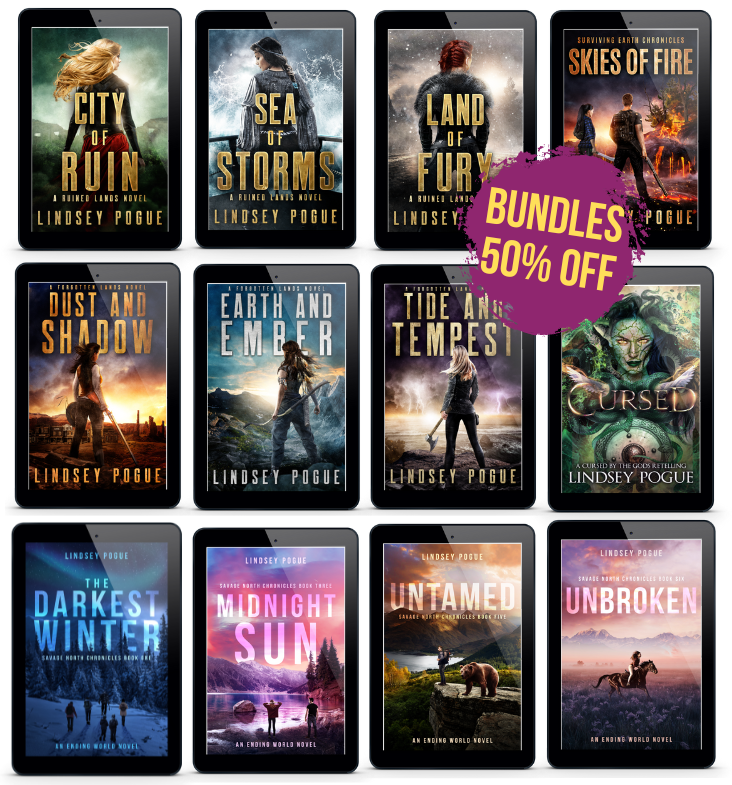 CITY
OF
RUIN
A RUINED LANDS NOVEL
LINDSEY POGUE
SEA
OF
STORMS
A RUINED LANDS NOVEL
LINDSEY POGUE
LAND
OF
FURY
A RUINED LANDS
LINDSEY
SURVIVING EARTH CHRONICLES
SKIES OF FIRE
POGUE
BUNDLES
50% OFF
A FORGOTTEN LANDS NOVEL
DUST AND
SHADOW
LINDSEY POGUE
A FORGOTTEN LANDS NOVEL
EARTH AND
EMBER
LINDSEY POGUE
A FORGOTTEN LANDS
TIDE AND
TEMPEST
LINDSEY POGUE
CURSED
A CURSED BY THE GODS RETELLING
LINDSEY POGUE
LINDSEY POGUE
THE
DARKEST
WINTER
SAVAGE NORTH CHRONICLES BOOK ONE
AN ENDING WORLD NOVEL
LINDSEY POGUE
SAVAGE NORTH CHRONICLES BOOK THREE
MIDNIGHT
SUN
AN ENDING WORLD NOVEL
LINDSEY POGUE
UNTAMED
SAVAGE NORTH CHRONICLES BOOK FIVE
AN ENDING WORLD NOVEL
LINDSEY POGUE
SAVAGE NORTH CHRONICLES BOOK SIX
UNBROKEN
AN ENDING WORLD NOVEL